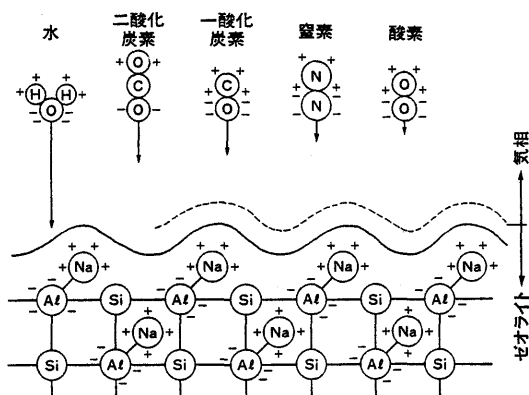 水
二酸化
炭素
一酸化
炭素
窒素
酸素
+ +
H H
O
- -
- -
+ O +
C
- O -
+ +
C
+ +
- O -
- -
+ +
N
+ +
- N -
- -
+ +
O
+ +
- O -
- -
気相
ゼオライト
+ + + + + + + +
+ Na + + Na + + Na + + Na +
Al Si Al Si Al Si Al
+ + + + + +
+ Na + Na + Na
Si Al Si Al Si Al Si